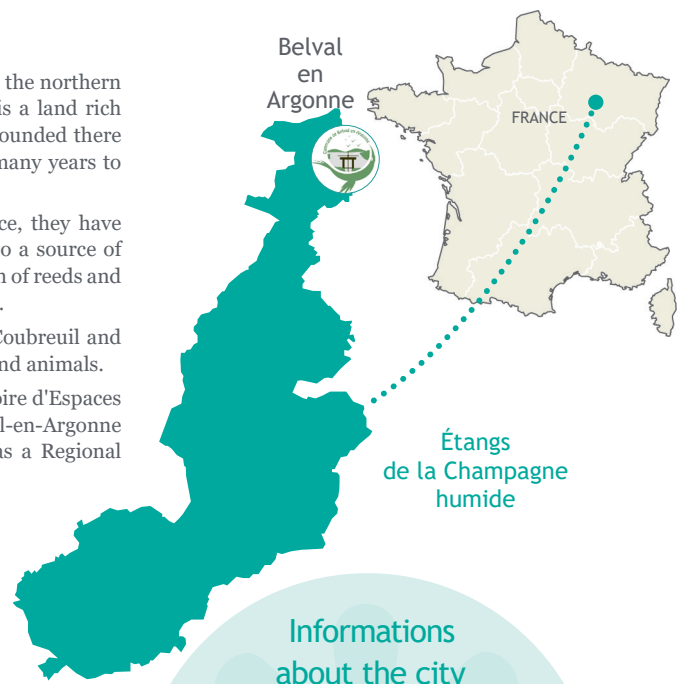 the northern
is a land rich
ounded there
many years to
ce, they have
o a source of
n of reeds and
.
Coubreuil and
nd animals.
oire d'Espaces
l-en-Argonne
as a Regional
Belval
en
Argonne
FRANCE
Étangs
de la Champagne
humide
Informations
about the city